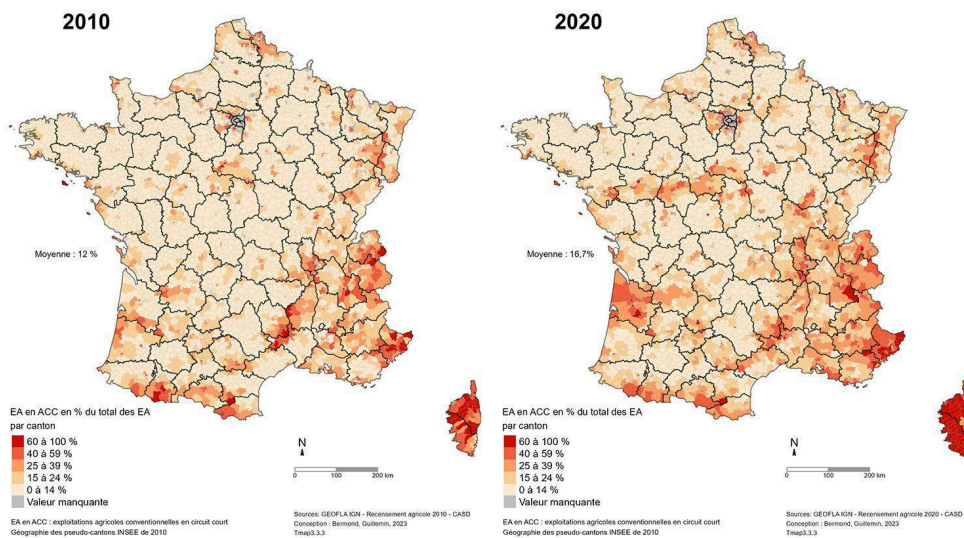 2010
Moyenne : 12 %
EA en ACC en % du total des EA
par canton
60 à 100 %
40 à 59 %
25 à 39 %
15 à 24 %
0 à 14 %
Valeur manquante
EA en ACC : exploitations agricoles conventionnelles en circuit court
Géographie des pseudo-cantons INSEE de 2010
N
0 100 200 km
Sources: GEOFLA IGN - Recensement agricole 2010 - CASD
Conception : Bermond, Guillemin, 2023
Tmap3.3.3
2020
Moyenne : 16,7%
EA en ACC en % du total des EA
par canton
60 à 100 %
40 à 59 %
25 à 39 %
15 à 24 %
0 à 14 %
Valeur manquante
EA en ACC : exploitations agricoles conventionnelles en circuit court
Géographie des pseudo-cantons INSEE de 2010
N
0 100 200 km
Sources: GEOFLA IGN - Recensement agricole 2020 - CASD
Conception : Bermond, Guillemin, 2023
Tmap3.3.3